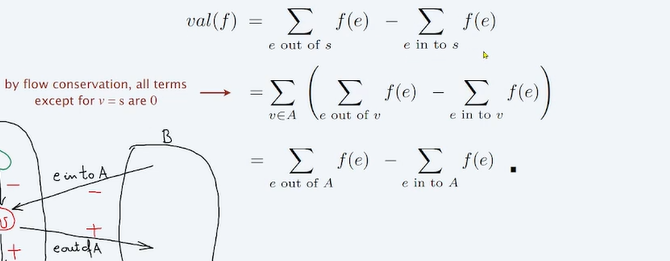 val(f) = ∑ f(e) − ∑ f(e)
e out of s e in to s
by flow conservation, all terms
except for v = s are 0
= ∑ ( ∑ f(e) − ∑ f(e) )
v∈A e out of v e in to v
= ∑ f(e) − ∑ f(e) .
e out of A e in to A
B
e in to A
−
−
+
e out of A
+